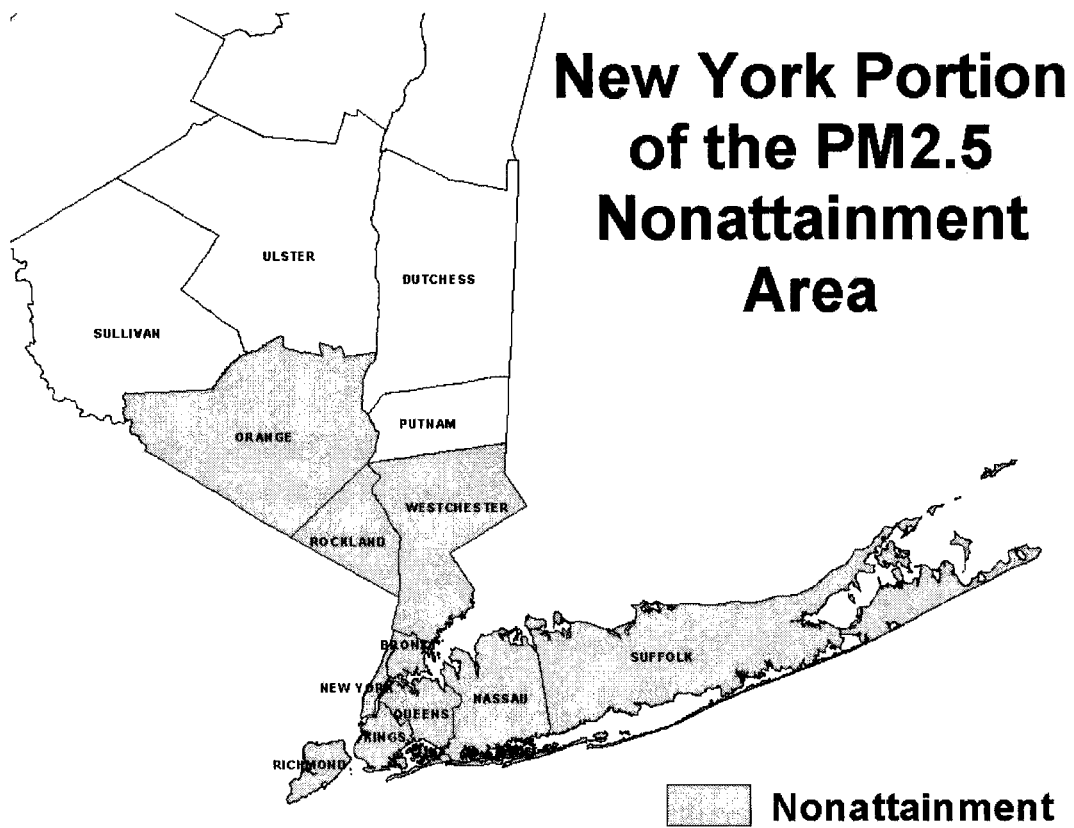 New York Portion
of the PM2.5
Nonattainment
Area
ULSTER
DUTCHESS
SULLIVAN
PUTNAM
ORANGE
WESTCHESTER
ROCKLAND
BRONX
SUFFOLK
NEW YORK
NASSAU
QUEENS
KINGS
RICHMOND
Nonattainment